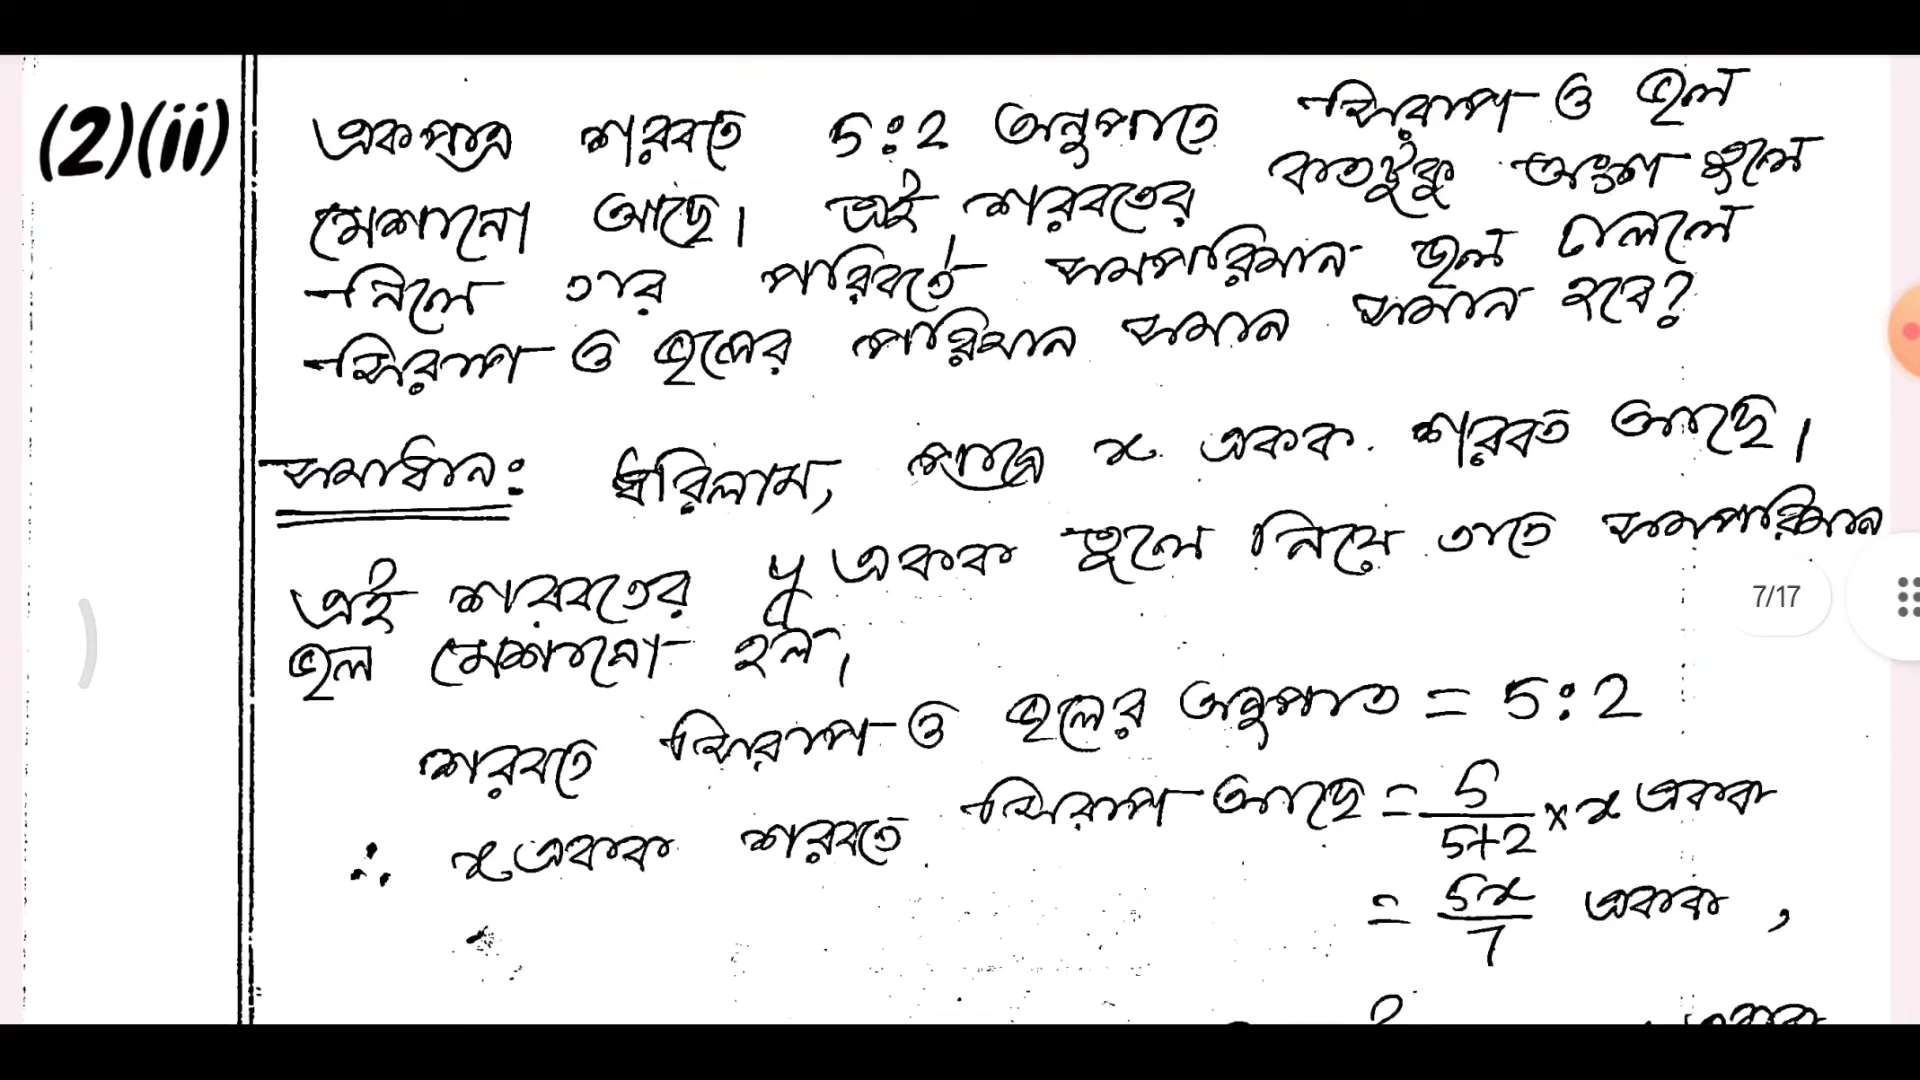 (2)(ii)
একপাত্র শরবতে 5:2 অনুপাতে সিরাপ ও জল
মেশানো আছে। এই শরবতের কতটুকু অংশ তুলে
নিলে তার পরিবর্তে সমপরিমান জল ঢাললে
সিরাপ ও জলের পরিমান সমান সমান হবে?
সমাধান: ধরিলাম, পাত্রে x একক শরবত আছে।
এই শরবতের y একক তুলে নিয়ে তাতে সমপরিমান
জল মেশানো হল।
7/17
শরবতে সিরাপ ও জলের অনুপাত = 5:2
∴ x একক শরবতে সিরাপ আছে = 5/(5+2) × x একক
= 5x/7 একক,